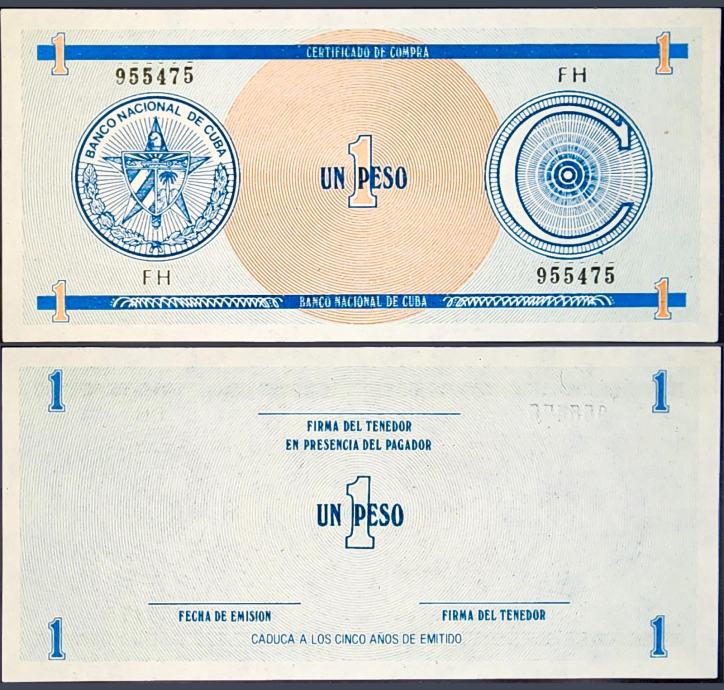 1 CERTIFICADO DE COMPRA 1
955475 FH
BANCO NACIONAL DE CUBA
C
1
UN PESO
FH 955475
1 BANCO NACIONAL DE CUBA 1
1 1
FIRMA DEL TENEDOR
EN PRESENCIA DEL PAGADOR
1
UN PESO
FECHA DE EMISION FIRMA DEL TENEDOR
CADUCA A LOS CINCO AÑOS DE EMITIDO
1 1